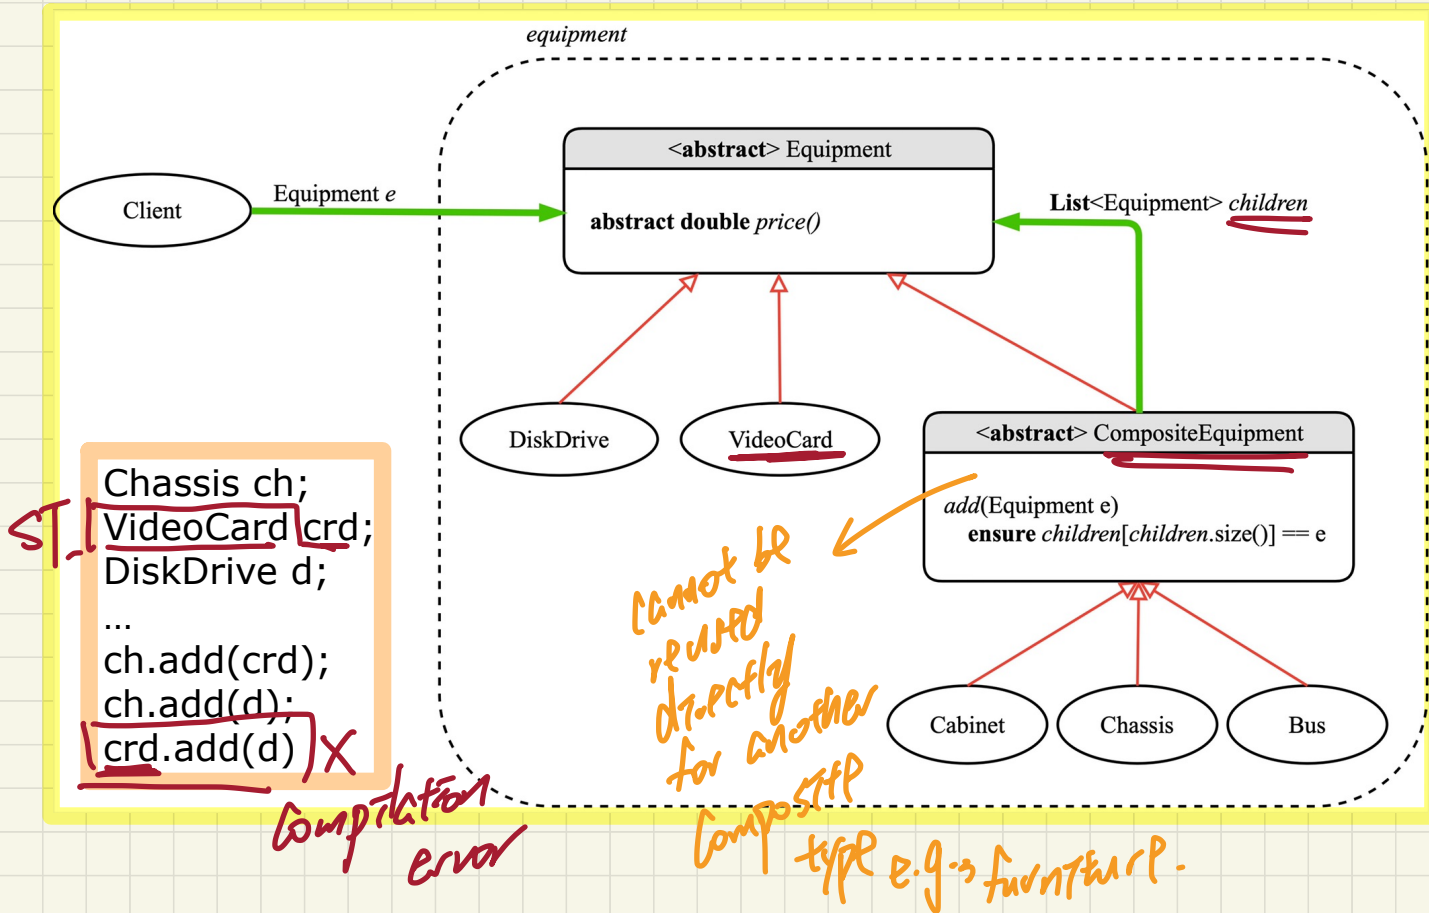 equipment
<abstract> Equipment
abstract double price()
Client
Equipment e
List<Equipment> children
DiskDrive
VideoCard
<abstract> CompositeEquipment
add(Equipment e)
ensure children[children.size()] == e
Cabinet
Chassis
Bus
ST
Chassis ch;
VideoCard crd;
DiskDrive d;
...
ch.add(crd);
ch.add(d);
crd.add(d)
X
Compilation
error
cannot be
reused
directly
for another
composite
type e.g., furniture.